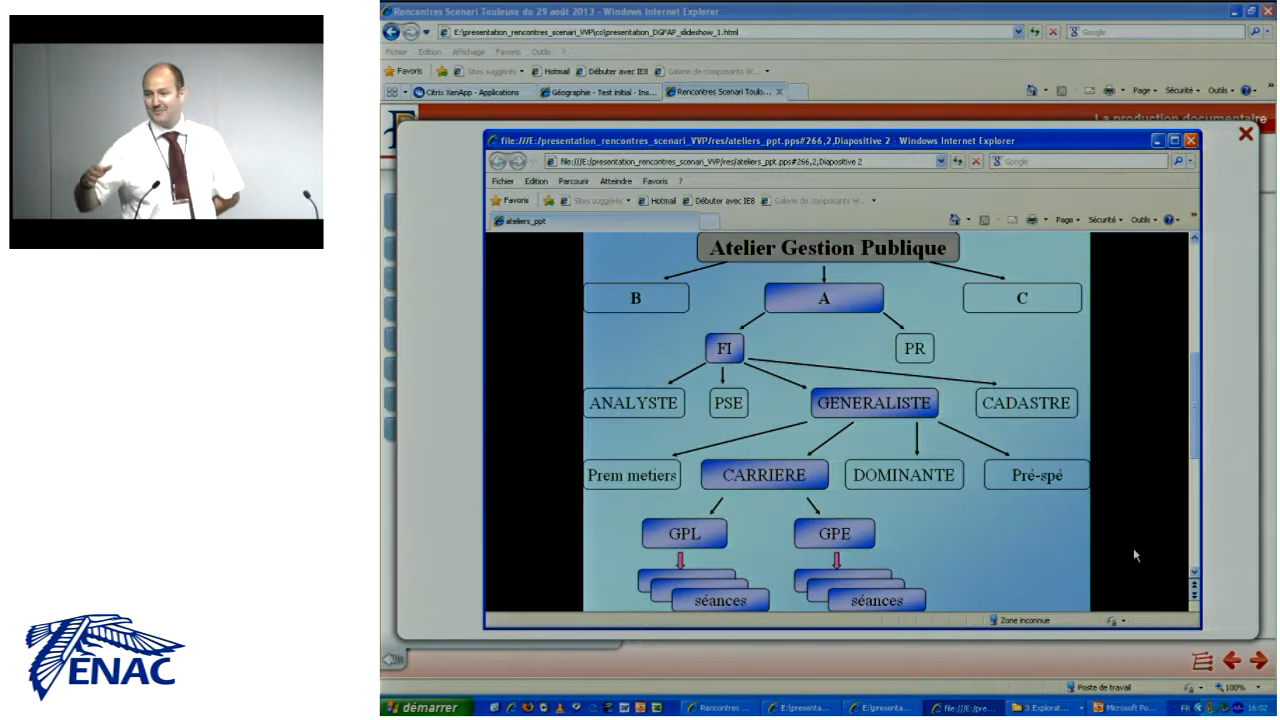 Rencontres Scenari Toulouse du 29 août 2013 - Windows Internet Explorer
E:\presentation_rencontres_scenari_VVP\co\presentation_DGFAP_slideshow_1.html
Google
Fichier Edition Affichage Favoris Outils ?
Favoris Sites suggérés Hotmail Débuter avec IE8 Galerie de composants W...
Citrix XenApp - Applications
Géographie - Test initial - Ins...
Rencontres Scenari Toulo...
Page Sécurité Outils
La production documentaire
file:///E:/presentation_rencontres_scenari_VVP/res/ateliers_ppt.pps#266,2,Diapositive 2 - Windows Internet Explorer
file:///E:/presentation_rencontres_scenari_VVP/res/ateliers_ppt.pps#266,2,Diapositive 2
Google
Fichier Edition Parcourir Atteindre Favoris ?
Favoris Sites suggérés Hotmail Débuter avec IE8 Galerie de composants W...
ateliers_ppt
Page Sécurité Outils
Atelier Gestion Publique
B A C
FI PR
ANALYSTE PSE GENERALISTE CADASTRE
Prem metiers CARRIERE DOMINANTE Pré-spé
GPL GPE
séances séances
Zone inconnue
ENAC
Poste de travail
100%
démarrer
Rencontres ...
E:\presenta...
E:\presenta...
file:///E:/pre...
3 Explorat...
Microsoft Po...
FR
16:02